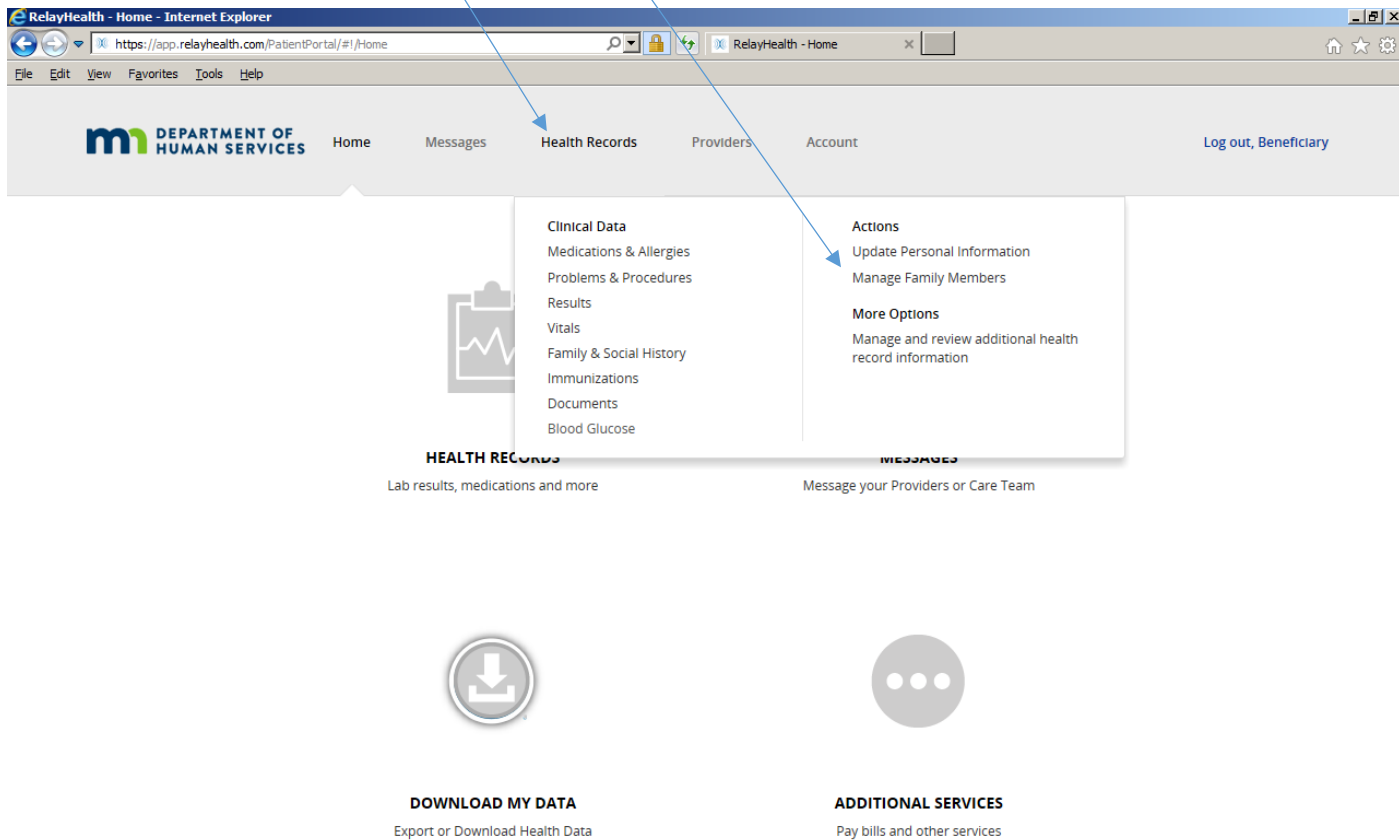 RelayHealth - Home - Internet Explorer
https://app.relayhealth.com/PatientPortal/#!/Home
RelayHealth - Home
File Edit View Favorites Tools Help
mn DEPARTMENT OF
HUMAN SERVICES
Home Messages Health Records Providers Account Log out, Beneficiary
Clinical Data
Medications & Allergies
Problems & Procedures
Results
Vitals
Family & Social History
Immunizations
Documents
Blood Glucose
Actions
Update Personal Information
Manage Family Members
More Options
Manage and review additional health
record information
HEALTH RECORDS
Lab results, medications and more
MESSAGES
Message your Providers or Care Team
DOWNLOAD MY DATA
Export or Download Health Data
ADDITIONAL SERVICES
Pay bills and other services